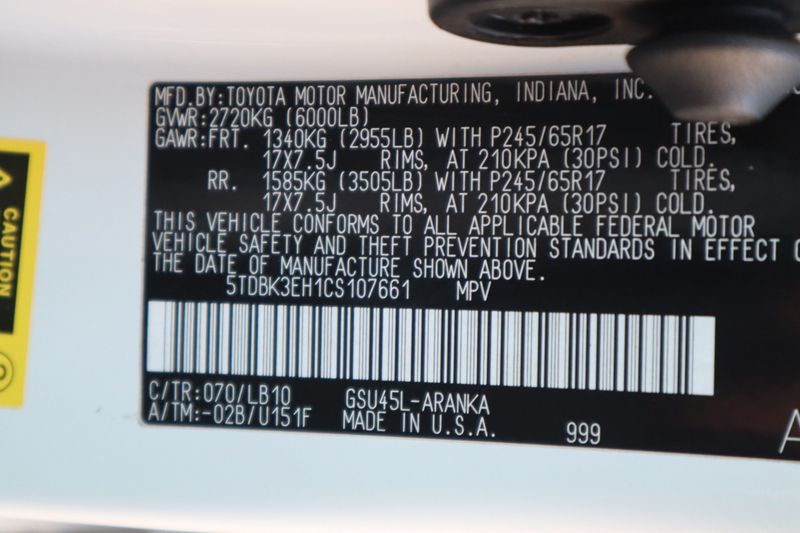 MFD.BY:TOYOTA MOTOR MANUFACTURING, INDIANA, INC.
GVWR:2720KG (6000LB)
GAWR:FRT. 1340KG (2955LB) WITH P245/65R17 TIRES,
17X7.5J RIMS, AT 210KPA (30PSI) COLD.
RR. 1585KG (3505LB) WITH P245/65R17 TIRES,
17X7.5J RIMS, AT 210KPA (30PSI) COLD.
THIS VEHICLE CONFORMS TO ALL APPLICABLE FEDERAL MOTOR
VEHICLE SAFETY AND THEFT PREVENTION STANDARDS IN EFFECT
THE DATE OF MANUFACTURE SHOWN ABOVE.
5TDBK3EH1CS107661 MPV
C/TR:070/LB10 GSU45L-ARANKA
A/TM:-02B/U151F MADE IN U.S.A. 999
CAUTION